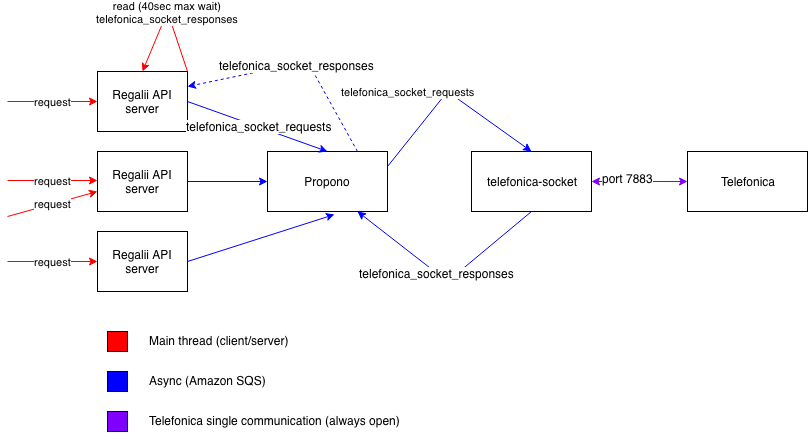 read (40sec max wait)
telefonica_socket_responses
telefonica_socket_responses
telefonica_socket_requests
Regalii API
server
request
telefonica_socket_requests
Regalii API
server
request
request
Propono
telefonica-socket
port 7883
Telefonica
Regalii API
server
request
telefonica_socket_responses
Main thread (client/server)
Async (Amazon SQS)
Telefonica single communication (always open)